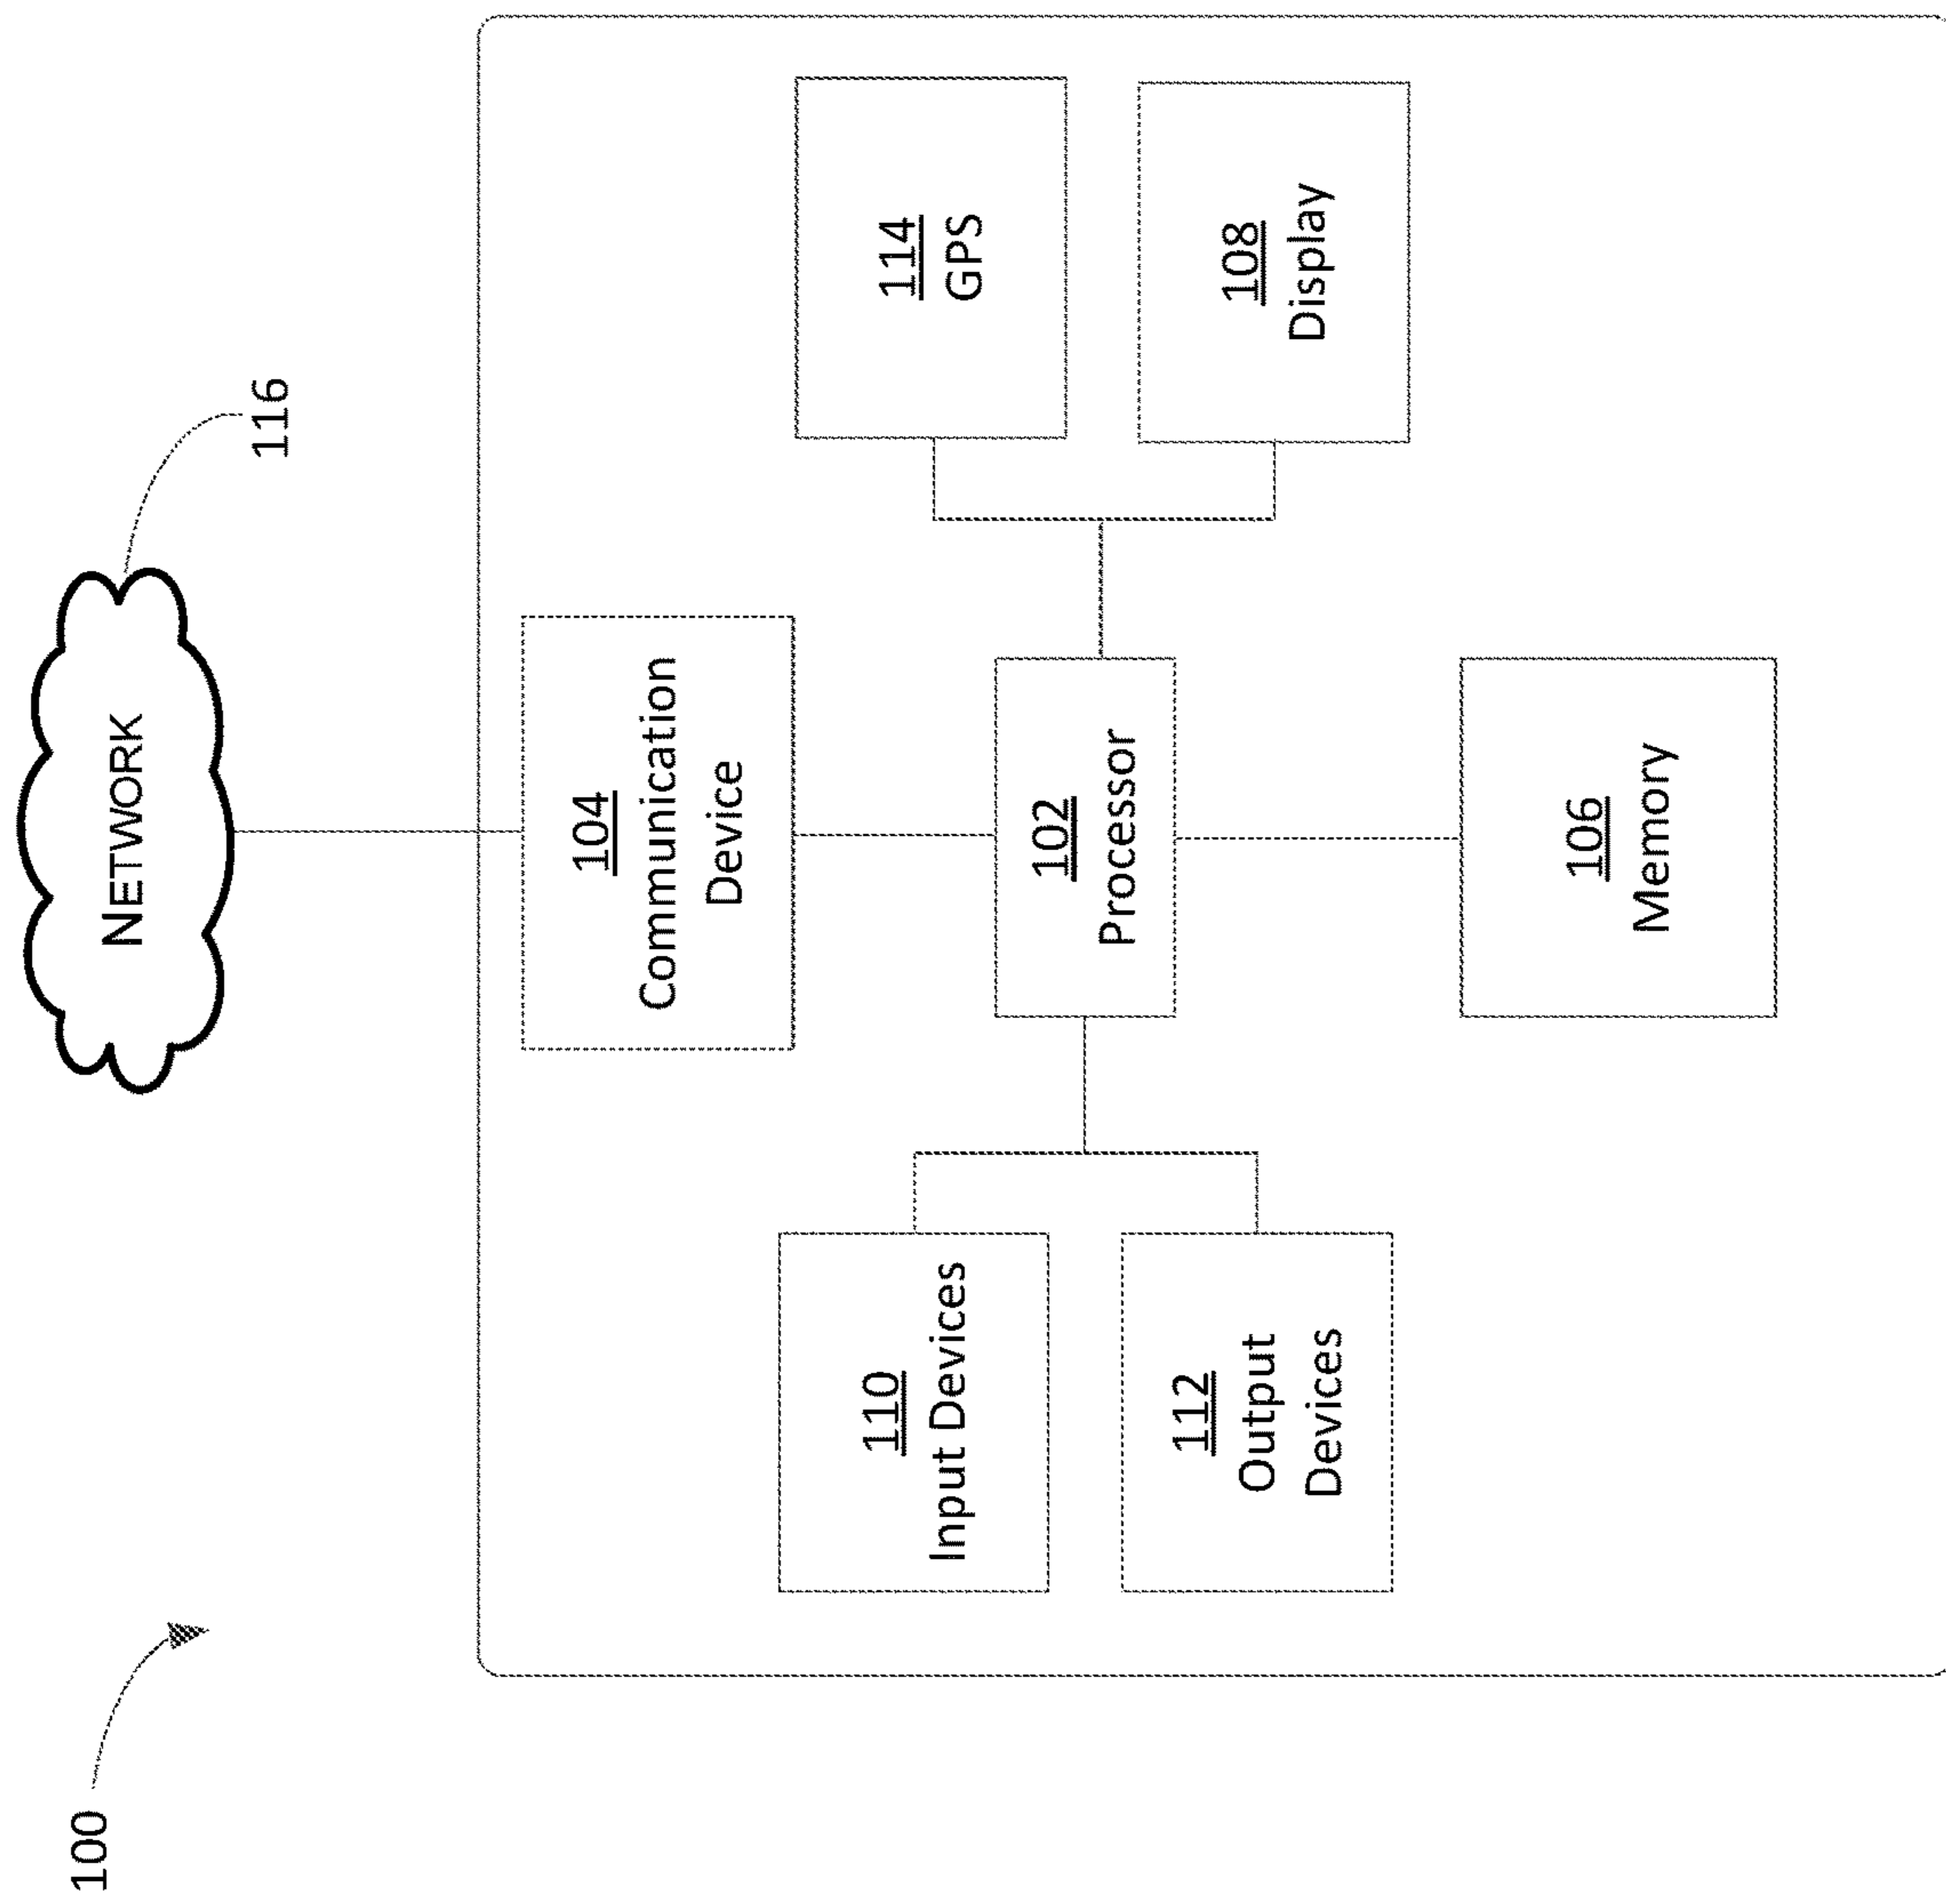 100
NETWORK
116
104
Communication
Device
110
Input Devices
102
Processor
114
GPS
112
Output
Devices
108
Display
106
Memory